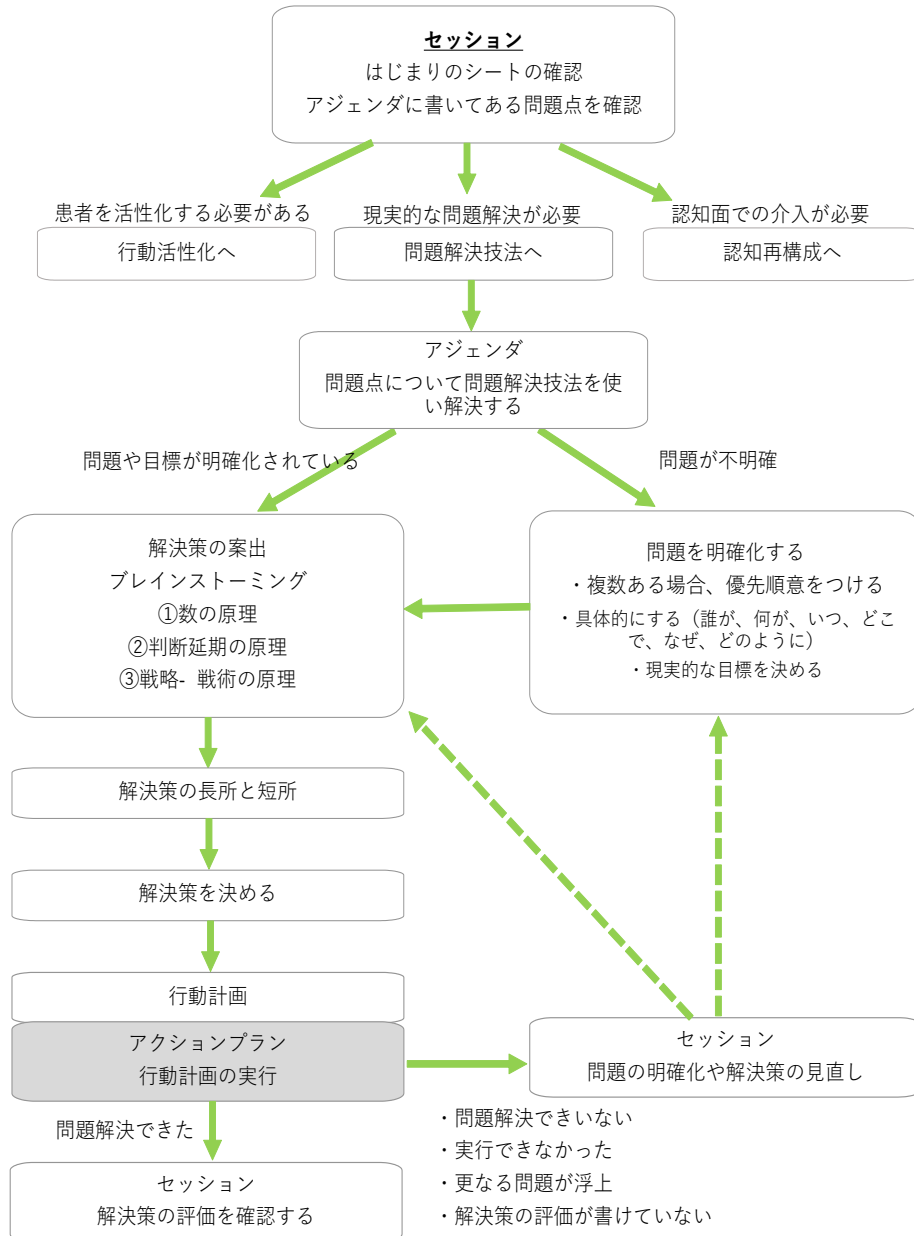 セッション
はじまりのシートの確認
アジェンダに書いてある問題点を確認
患者を活性化する必要がある
現実的な問題解決が必要
認知面での介入が必要
行動活性化へ
問題解決技法へ
認知再構成へ
アジェンダ
問題点について問題解決技法を使
い解決する
問題や目標が明確化されている
問題が不明確
解決策の案出
ブレインストーミング
①数の原理
②判断延期の原理
③戦略- 戦術の原理
問題を明確化する
・複数ある場合、優先順意をつける
・具体的にする（誰が、何が、いつ、どこ
で、なぜ、どのように）
・現実的な目標を決める
解決策の長所と短所
解決策を決める
行動計画
アクションプラン
行動計画の実行
セッション
問題の明確化や解決策の見直し
問題解決できた
・問題解決できいない
・実行できなかった
・更なる問題が浮上
・解決策の評価が書けていない
セッション
解決策の評価を確認する